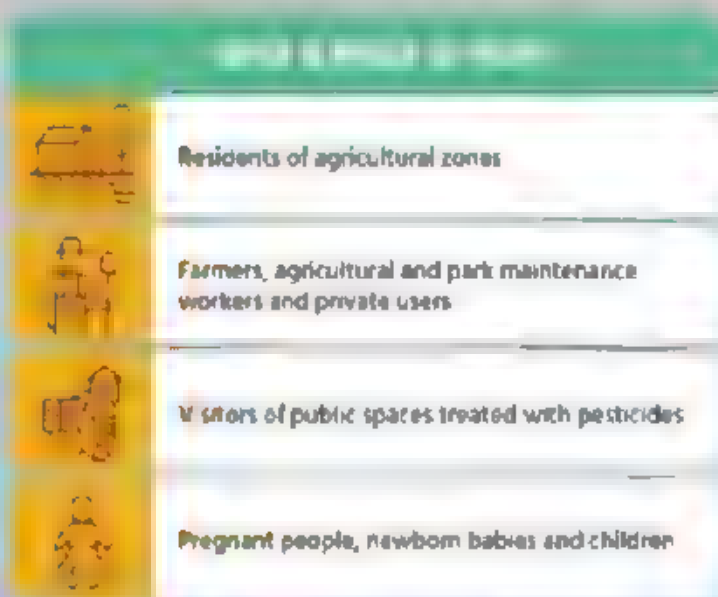 Residents of agricultural zones
Farmers, agricultural and park maintenance
workers and private users
Visitors of public spaces treated with pesticides
Pregnant people, newborn babies and children